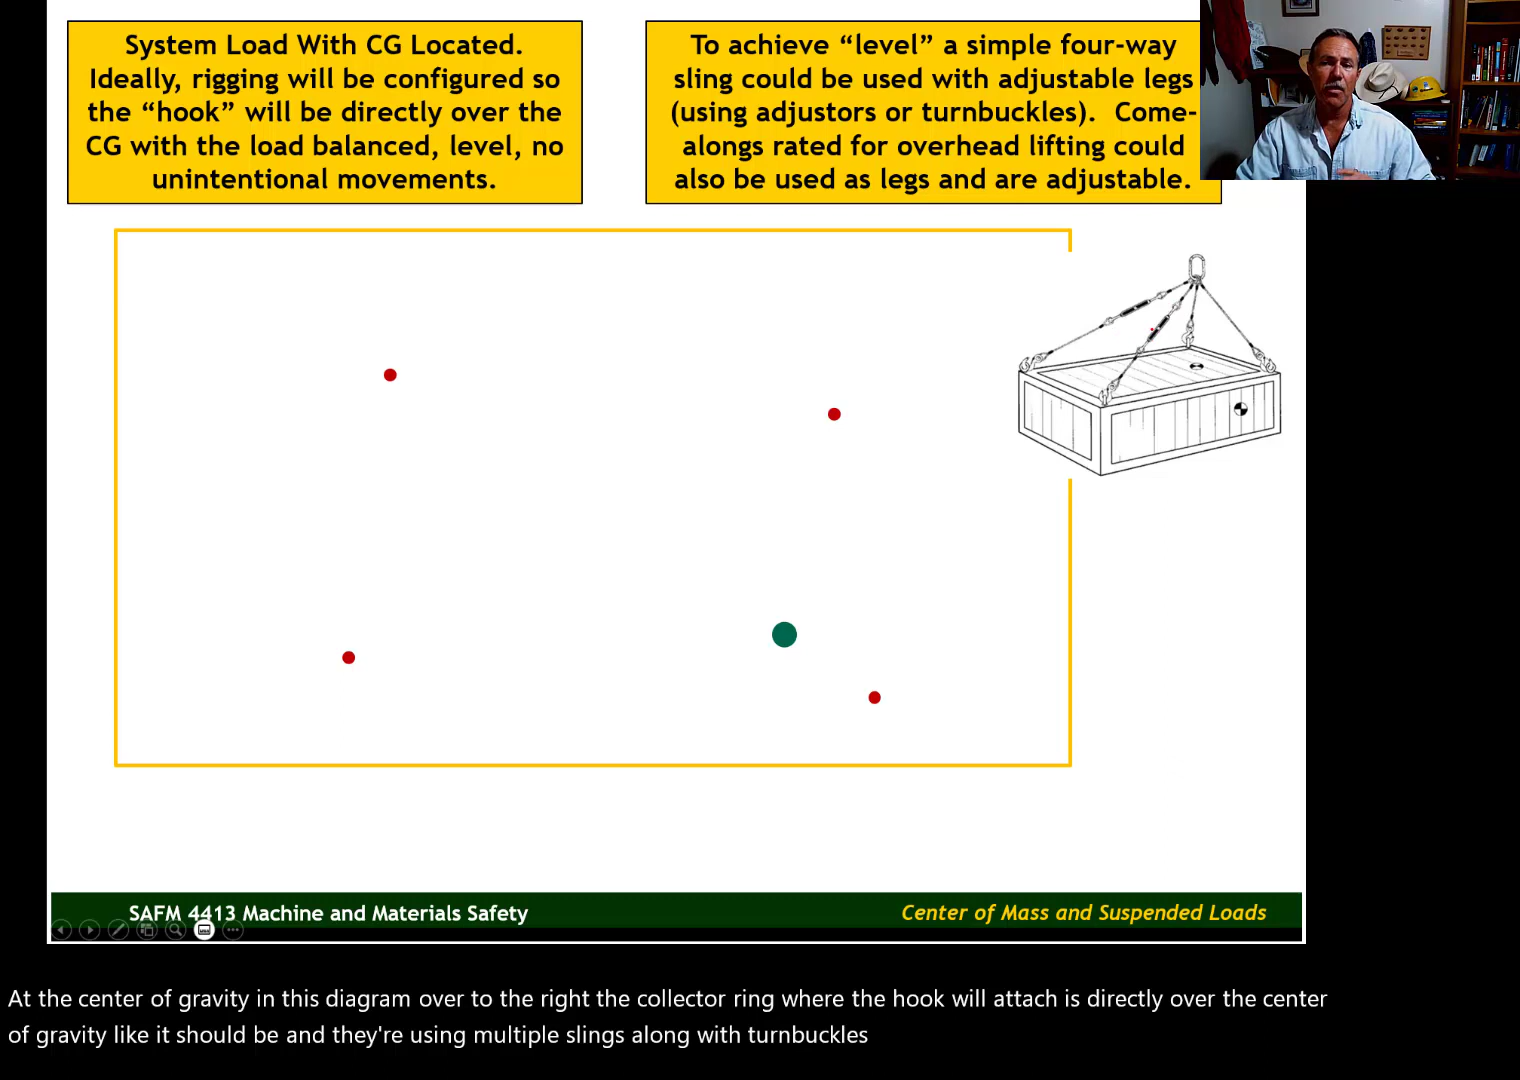 System Load With CG Located.
Ideally, rigging will be configured so
the “hook” will be directly over the
CG with the load balanced, level, no
unintentional movements.
To achieve “level” a simple four-way
sling could be used with adjustable legs
(using adjustors or turnbuckles).  Come-
alongs rated for overhead lifting could
also be used as legs and are adjustable.
SAFM 4413 Machine and Materials Safety
Center of Mass and Suspended Loads
At the center of gravity in this diagram over to the right the collector ring where the hook will attach is directly over the center
of gravity like it should be and they're using multiple slings along with turnbuckles